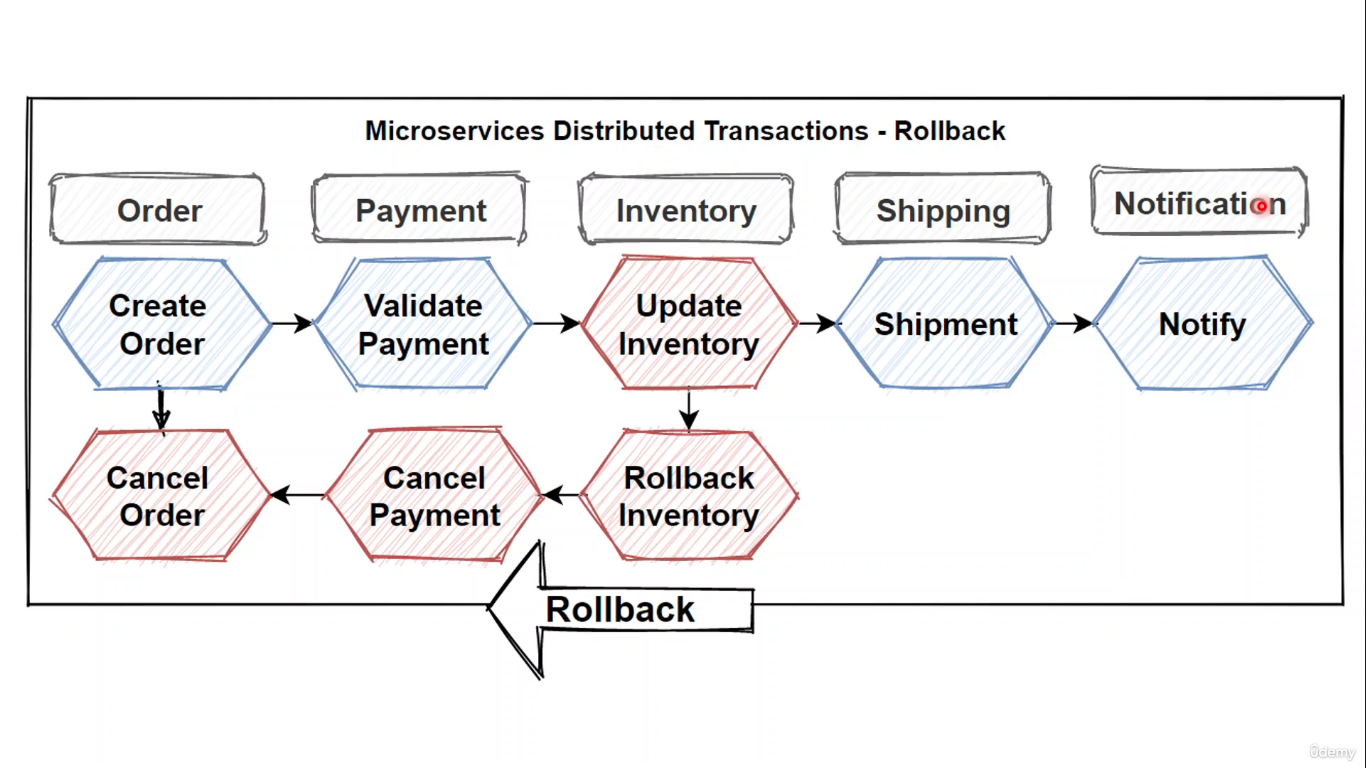 Microservices Distributed Transactions - Rollback
Order
Payment
Inventory
Shipping
Notification
Create
Order
Validate
Payment
Update
Inventory
Shipment
Notify
Cancel
Order
Cancel
Payment
Rollback
Inventory
Rollback
ûdemy